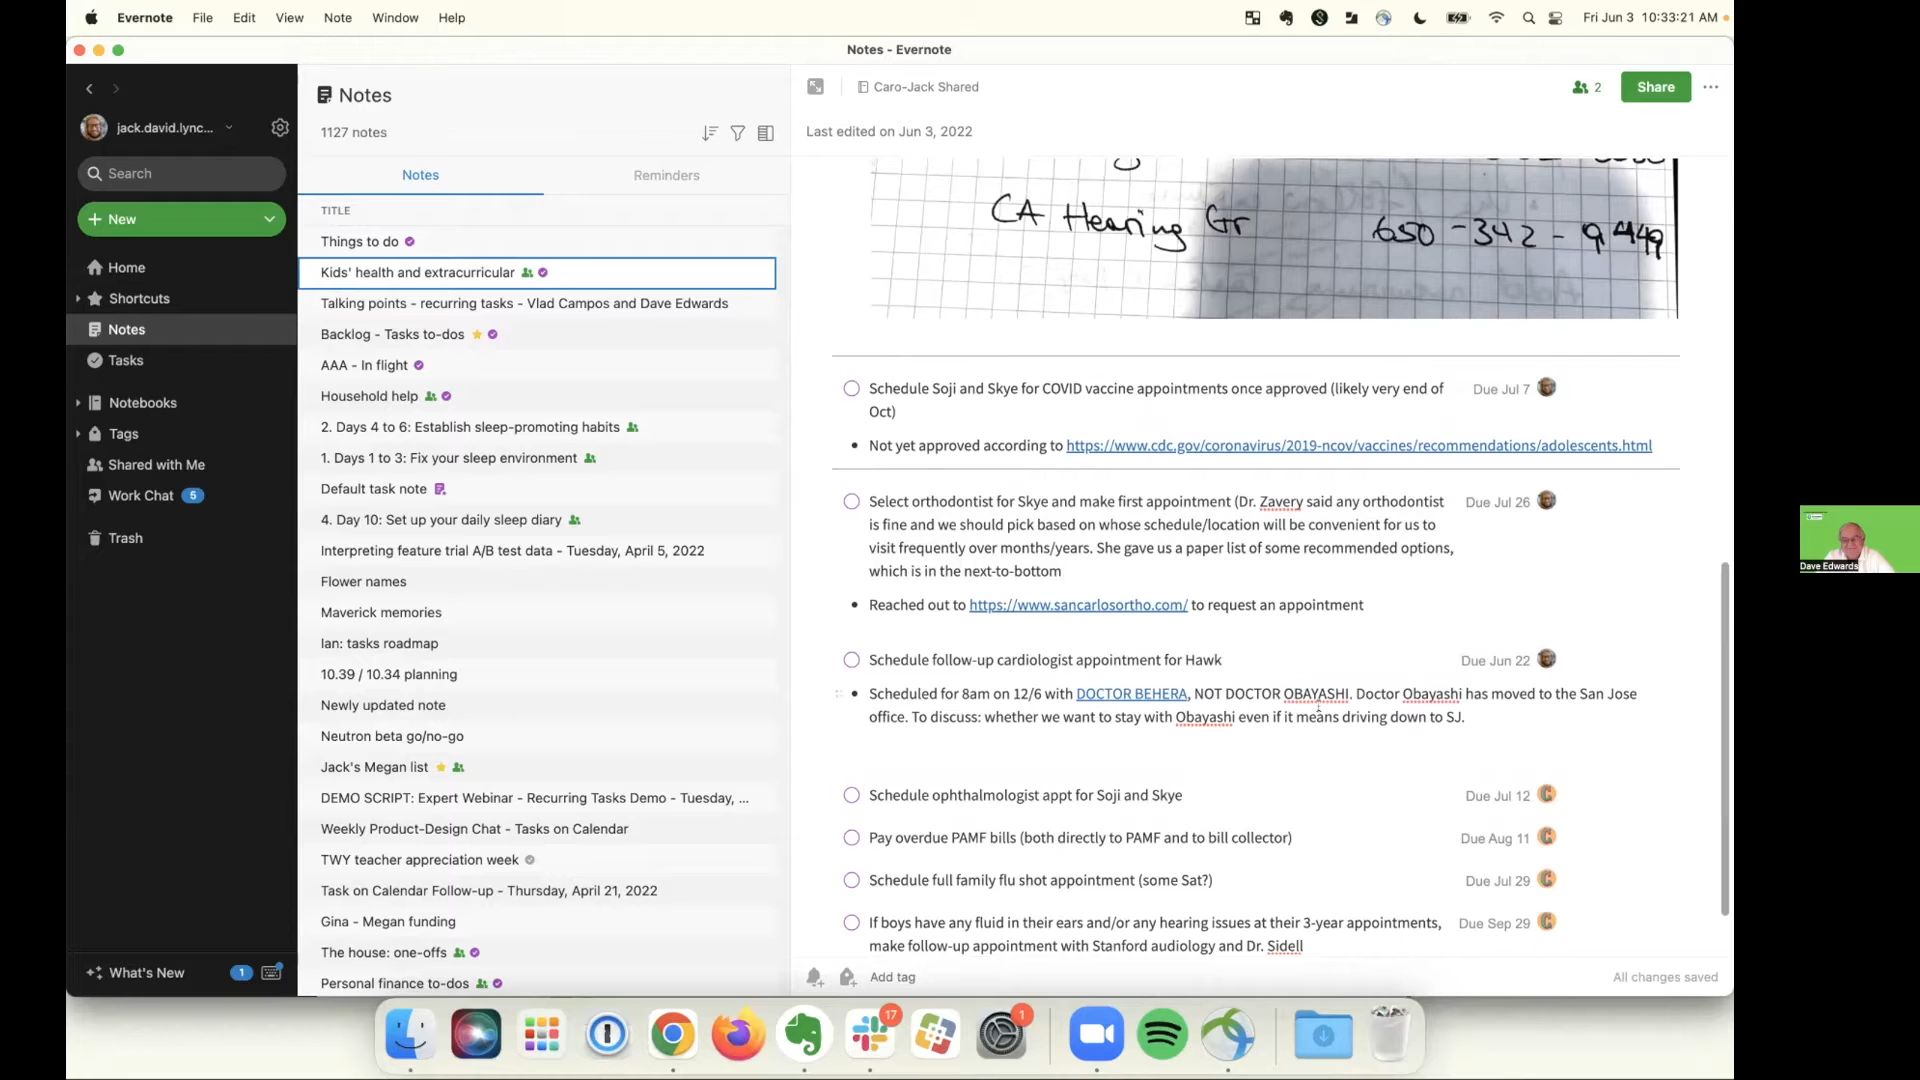 Evernote File Edit View Note Window Help
Fri Jun 3 10:33:21 AM
Notes - Evernote
jack.david.lync...
Search
New
Home
Shortcuts
Notes
Tasks
Notebooks
Tags
Shared with Me
Work Chat 5
Trash
What's New 1
Notes
1127 notes
Notes Reminders
TITLE
Things to do
Kids' health and extracurricular
Talking points - recurring tasks - Vlad Campos and Dave Edwards
Backlog - Tasks to-dos
AAA - In flight
Household help
2. Days 4 to 6: Establish sleep-promoting habits
1. Days 1 to 3: Fix your sleep environment
Default task note
4. Day 10: Set up your daily sleep diary
Interpreting feature trial A/B test data - Tuesday, April 5, 2022
Flower names
Maverick memories
Ian: tasks roadmap
10.39 / 10.34 planning
Newly updated note
Neutron beta go/no-go
Jack's Megan list
DEMO SCRIPT: Expert Webinar - Recurring Tasks Demo - Tuesday, ...
Weekly Product-Design Chat - Tasks on Calendar
TWY teacher appreciation week
Task on Calendar Follow-up - Thursday, April 21, 2022
Gina - Megan funding
The house: one-offs
Personal finance to-dos
Caro-Jack Shared
2 Share
Last edited on Jun 3, 2022
CA Hearing Gr 650-342-9449
Schedule Soji and Skye for COVID vaccine appointments once approved (likely very end of Due Jul 7
Oct)
• Not yet approved according to https://www.cdc.gov/coronavirus/2019-ncov/vaccines/recommendations/adolescents.html
Select orthodontist for Skye and make first appointment (Dr. Zavery said any orthodontist Due Jul 26
is fine and we should pick based on whose schedule/location will be convenient for us to
visit frequently over months/years. She gave us a paper list of some recommended options,
which is in the next-to-bottom
• Reached out to https://www.sancarlosortho.com/ to request an appointment
Schedule follow-up cardiologist appointment for Hawk Due Jun 22
• Scheduled for 8am on 12/6 with DOCTOR BEHERA, NOT DOCTOR OBAYASHI. Doctor Obayashi has moved to the San Jose
office. To discuss: whether we want to stay with Obayashi even if it means driving down to SJ.
Schedule ophthalmologist appt for Soji and Skye Due Jul 12
Pay overdue PAMF bills (both directly to PAMF and to bill collector) Due Aug 11
Schedule full family flu shot appointment (some Sat?) Due Jul 29
If boys have any fluid in their ears and/or any hearing issues at their 3-year appointments, Due Sep 29
make follow-up appointment with Stanford audiology and Dr. Sidell
Add tag
All changes saved
17
1
Dave Edwards